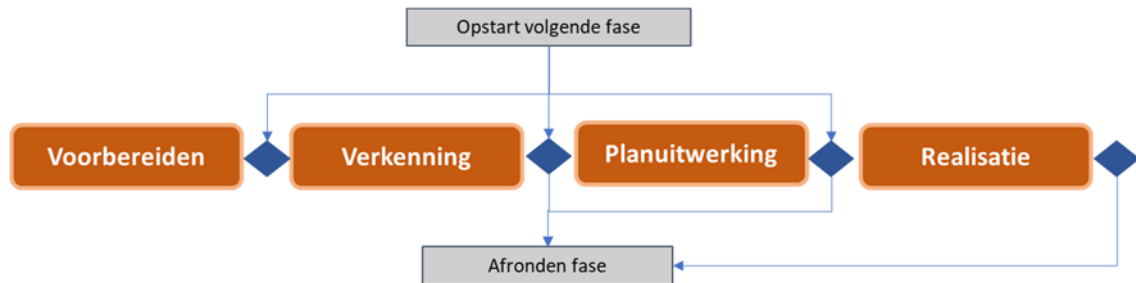 Opstart volgende fase
Voorbereiden
Verkenning
Planuitwerking
Realisatie
Afronden fase